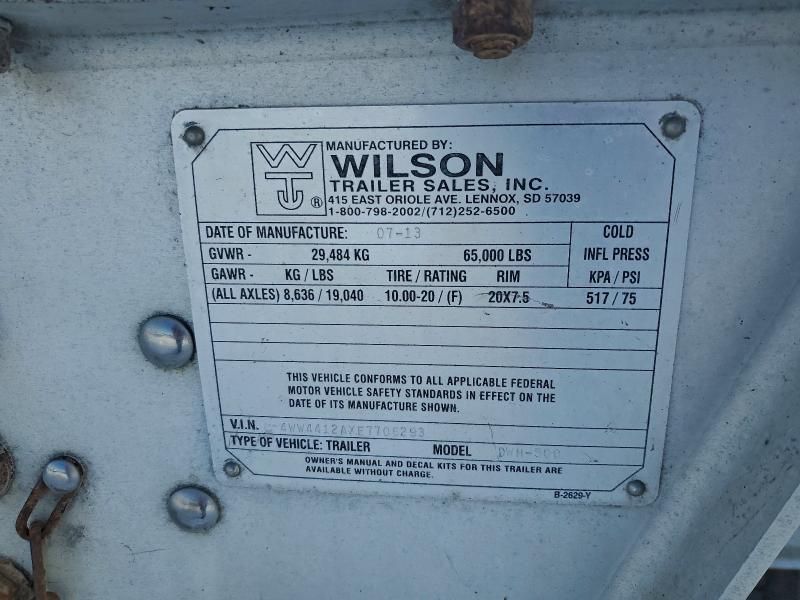 MANUFACTURED BY:
WILSON
TRAILER SALES, INC.
415 EAST ORIOLE AVE. LENNOX, SD 57039
1-800-798-2002/(712)252-6500
WT ®
DATE OF MANUFACTURE: 07-13 COLD
GVWR - 29,484 KG 65,000 LBS INFL PRESS
GAWR - KG / LBS TIRE / RATING RIM KPA / PSI
(ALL AXLES) 8,636 / 19,040 10.00-20 / (F) 20X7.5 517 / 75
THIS VEHICLE CONFORMS TO ALL APPLICABLE FEDERAL
MOTOR VEHICLE SAFETY STANDARDS IN EFFECT ON THE
DATE OF ITS MANUFACTURE SHOWN.
V.I.N.
TYPE OF VEHICLE: TRAILER MODEL DWH-500
OWNER'S MANUAL AND DECAL KITS FOR THIS TRAILER ARE
AVAILABLE WITHOUT CHARGE.
B-2629-Y